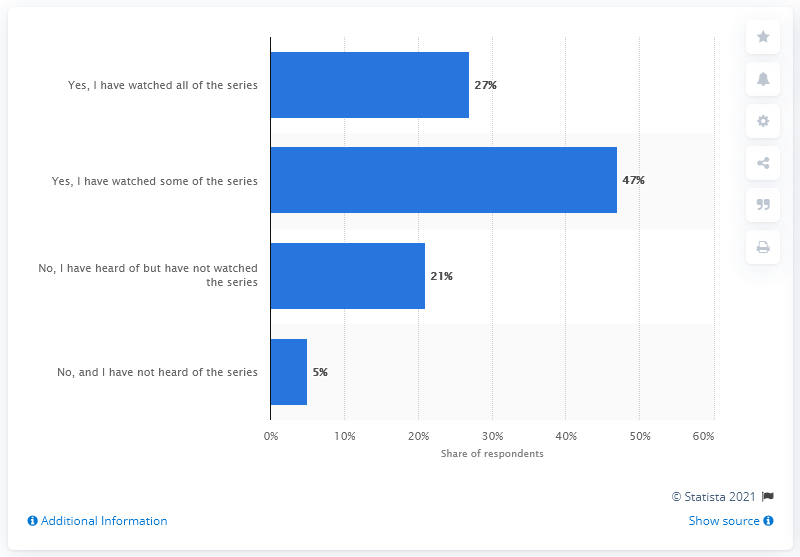 Yes, I have watched all of the series
27%
Yes, I have watched some of the series
47%
No, I have heard of but have not watched
the series
21%
No, and I have not heard of the series
5%
0% 10% 20% 30% 40% 50% 60%
Share of respondents
© Statista 2021
Additional Information
Show source